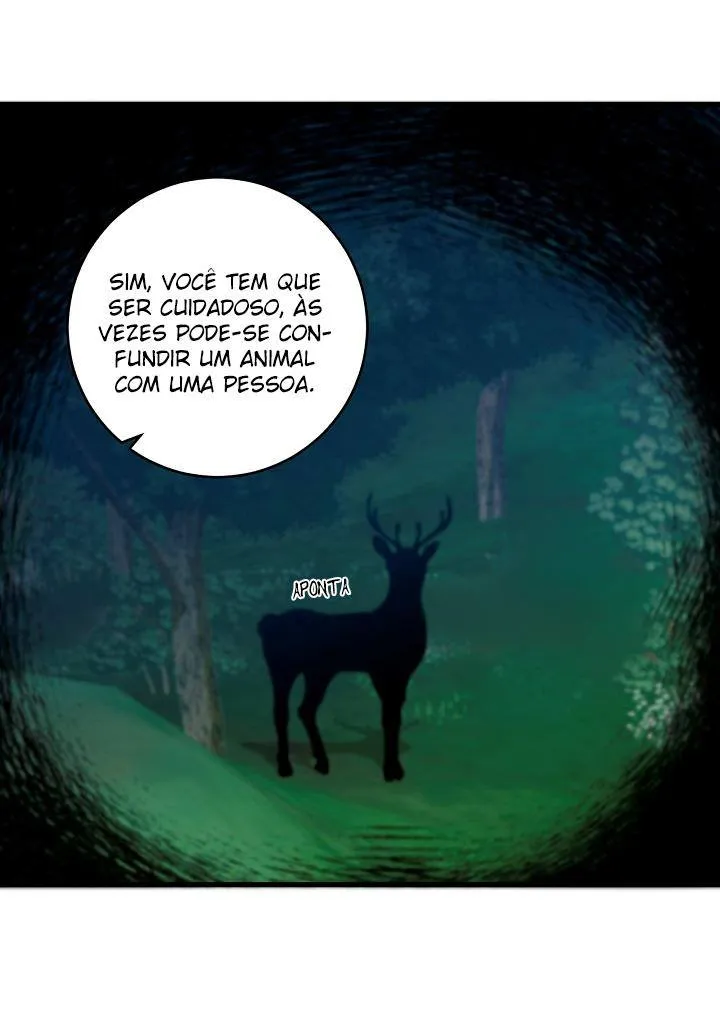 SIM, VOCÊ TEM QUE
SER CUIDADOSO, ÀS
VEZES PODE-SE CON-
FUNDIR UM ANIMAL
COM UMA PESSOA.
APONTA